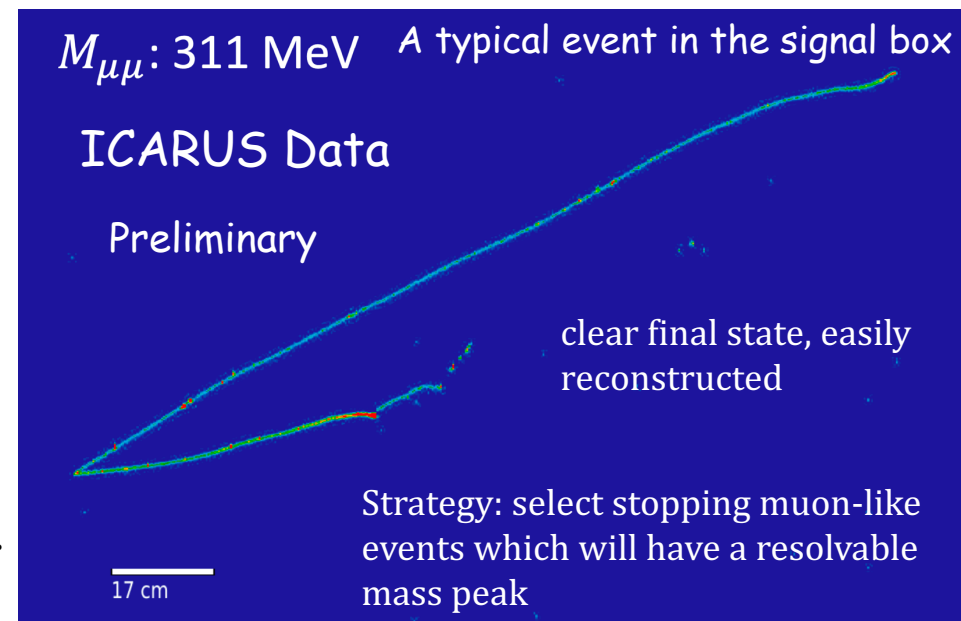 M_μμ: 311 MeV
A typical event in the signal box
ICARUS Data
Preliminary
clear final state, easily
reconstructed
Strategy: select stopping muon-like
events which will have a resolvable
mass peak
17 cm